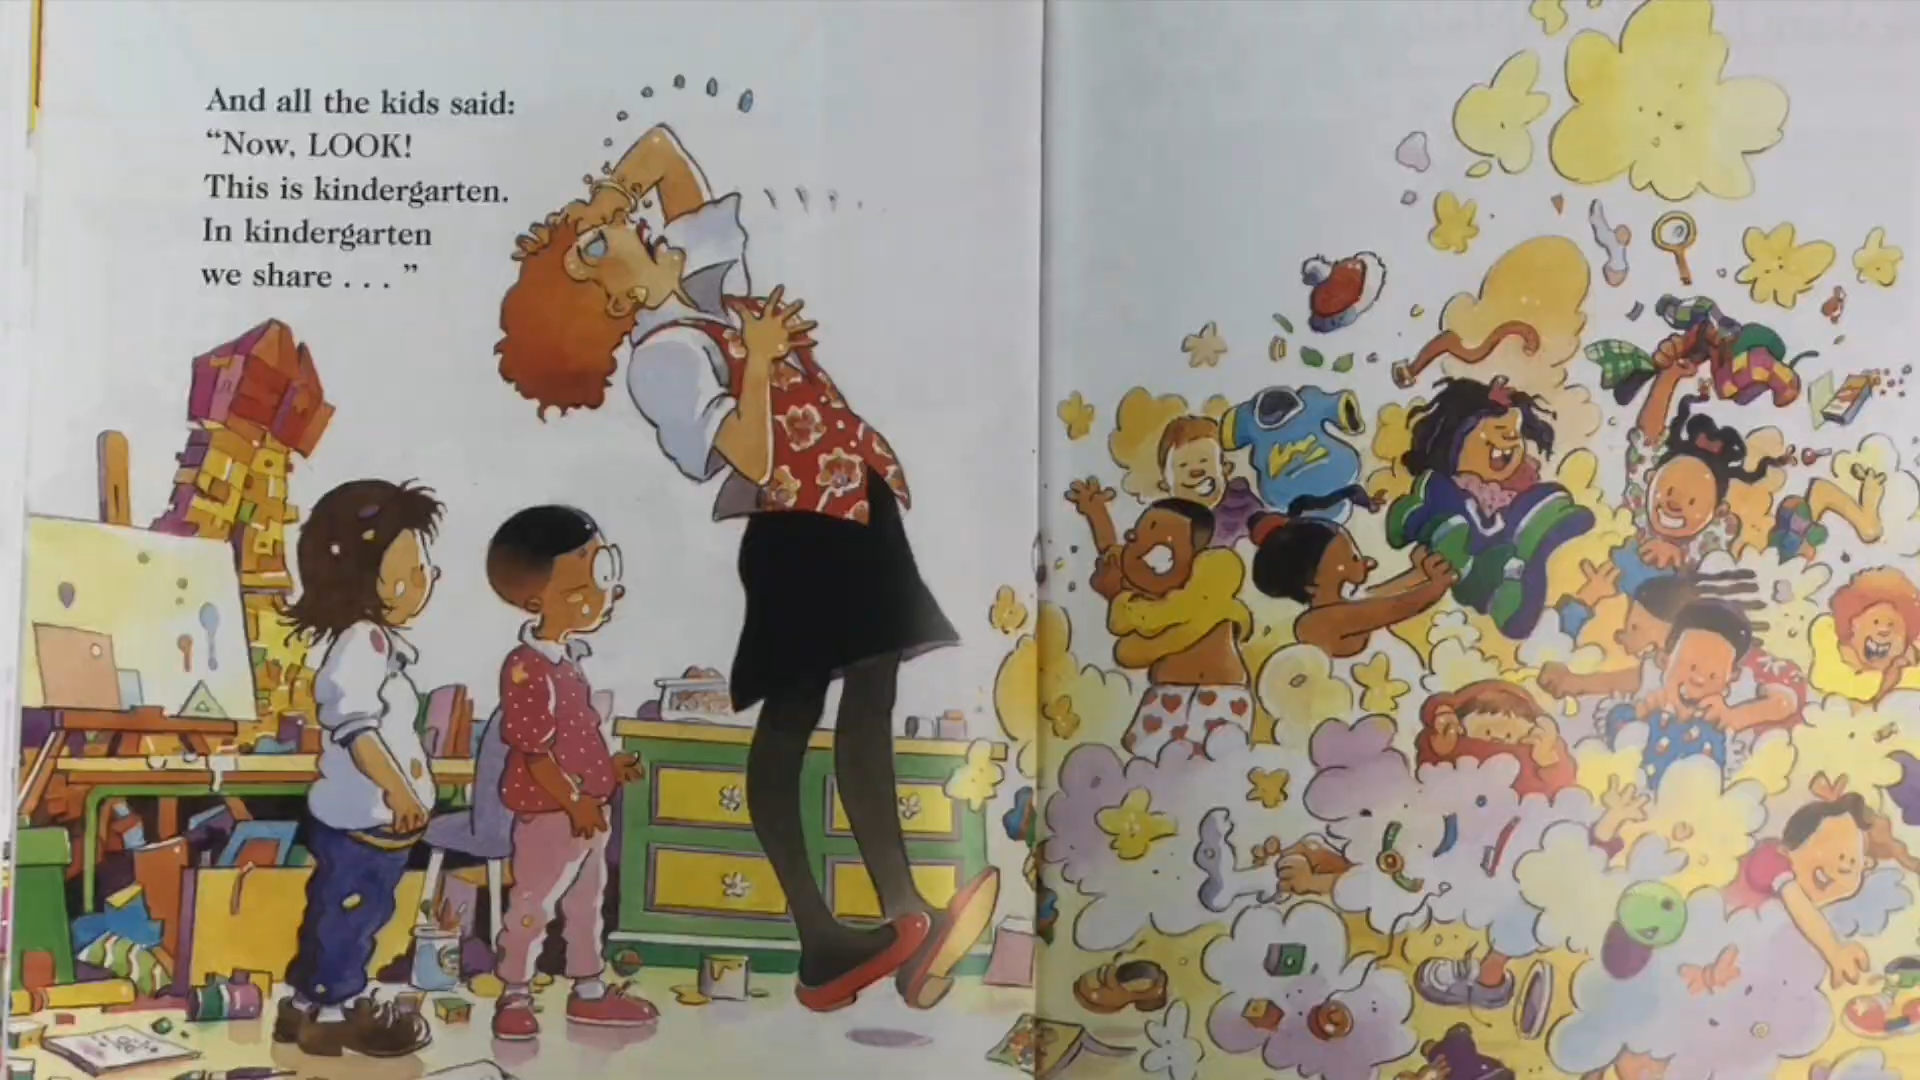 And all the kids said:
“Now, LOOK!
This is kindergarten.
In kindergarten
we share . . . ”